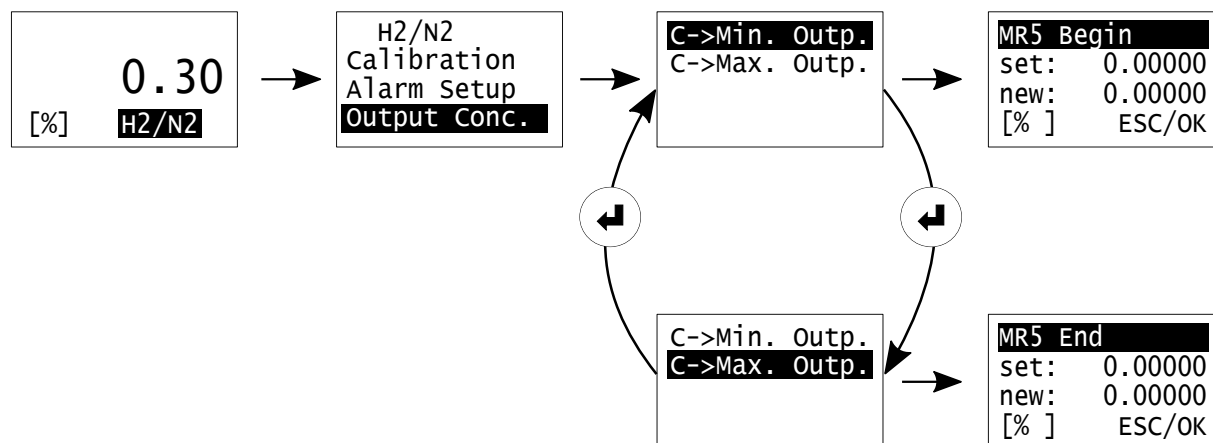 0.30
[%] H2/N2
H2/N2
Calibration
Alarm Setup
Output Conc.
C->Min. Outp.
C->Max. Outp.
MR5 Begin
set: 0.00000
new: 0.00000
[% ] ESC/OK
C->Min. Outp.
C->Max. Outp.
MR5 End
set: 0.00000
new: 0.00000
[% ] ESC/OK